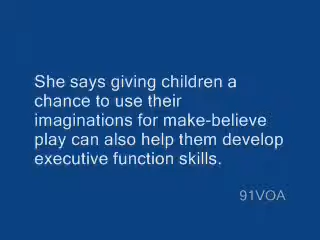 She says giving children a
chance to use their
imaginations for make-believe
play can also help them develop
executive function skills.
91VOA